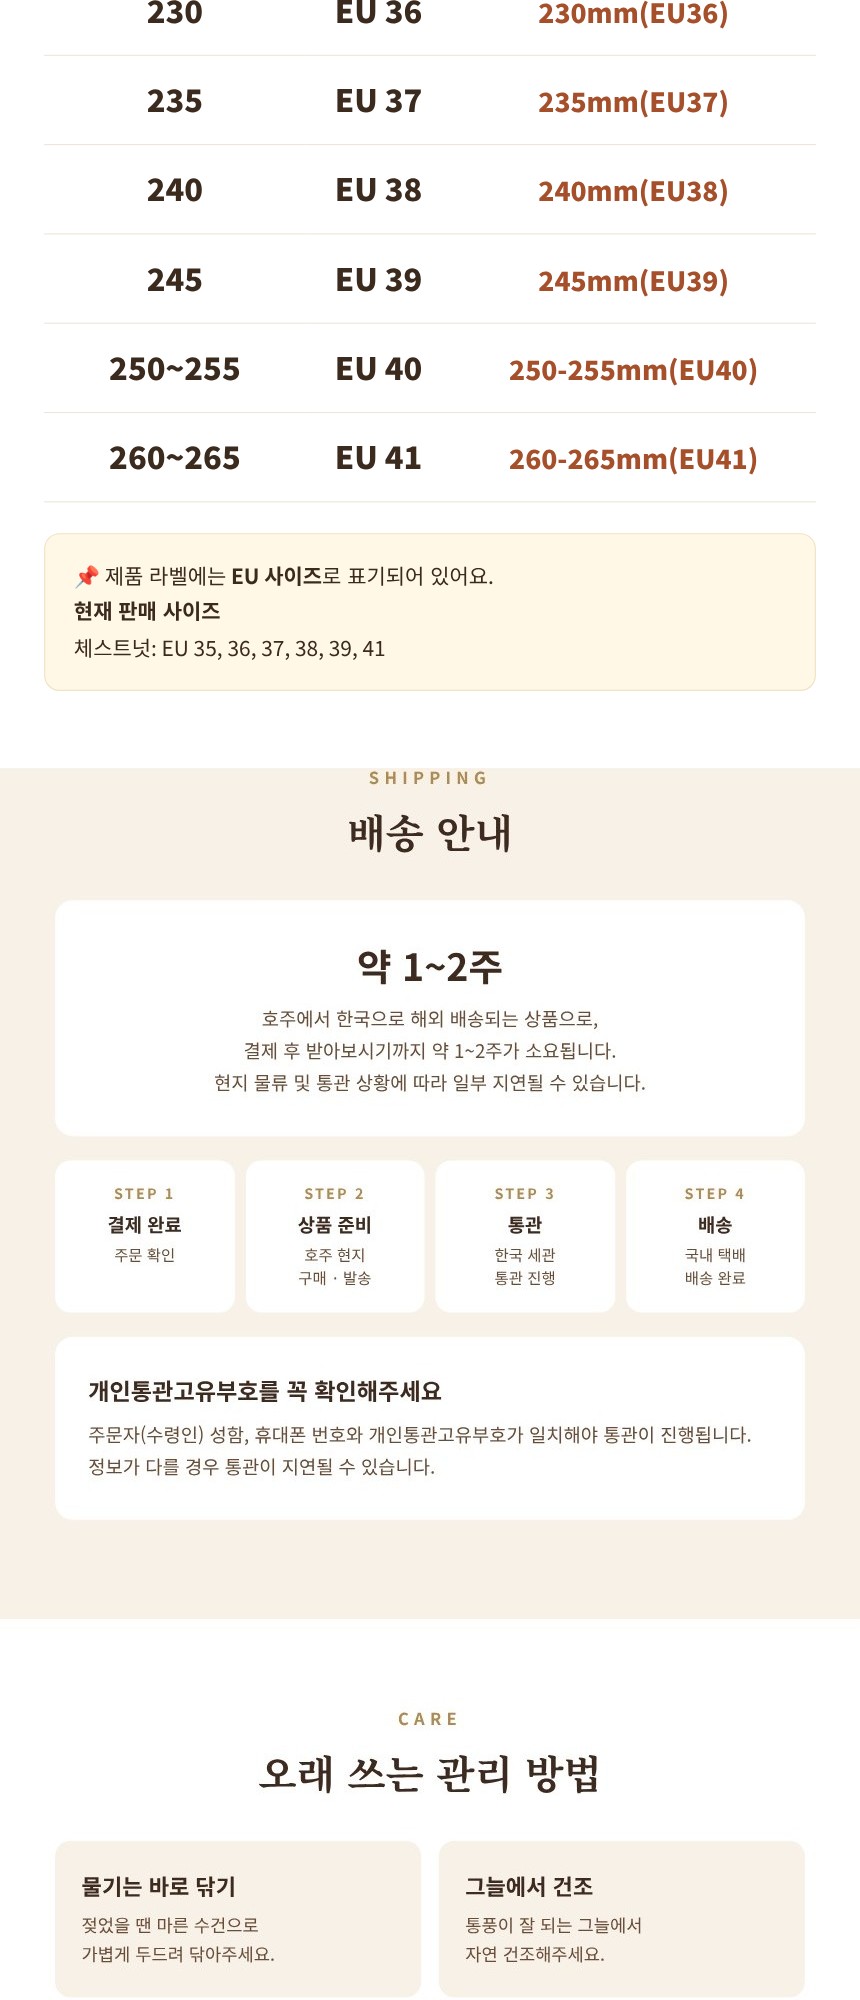 230 EU 36 230mm(EU36)
235 EU 37 235mm(EU37)
240 EU 38 240mm(EU38)
245 EU 39 245mm(EU39)
250~255 EU 40 250-255mm(EU40)
260~265 EU 41 260-265mm(EU41)
📌 제품 라벨에는 EU 사이즈로 표기되어 있어요.
현재 판매 사이즈
체스트넛: EU 35, 36, 37, 38, 39, 41
SHIPPING
배송 안내
약 1~2주
호주에서 한국으로 해외 배송되는 상품으로,
결제 후 받아보시기까지 약 1~2주가 소요됩니다.
현지 물류 및 통관 상황에 따라 일부 지연될 수 있습니다.
STEP 1
결제 완료
주문 확인
STEP 2
상품 준비
호주 현지
구매 · 발송
STEP 3
통관
한국 세관
통관 진행
STEP 4
배송
국내 택배
배송 완료
개인통관고유부호를 꼭 확인해주세요
주문자(수령인) 성함, 휴대폰 번호와 개인통관고유부호가 일치해야 통관이 진행됩니다.
정보가 다를 경우 통관이 지연될 수 있습니다.
CARE
오래 쓰는 관리 방법
물기는 바로 닦기
젖었을 땐 마른 수건으로
가볍게 두드려 닦아주세요.
그늘에서 건조
통풍이 잘 되는 그늘에서
자연 건조해주세요.